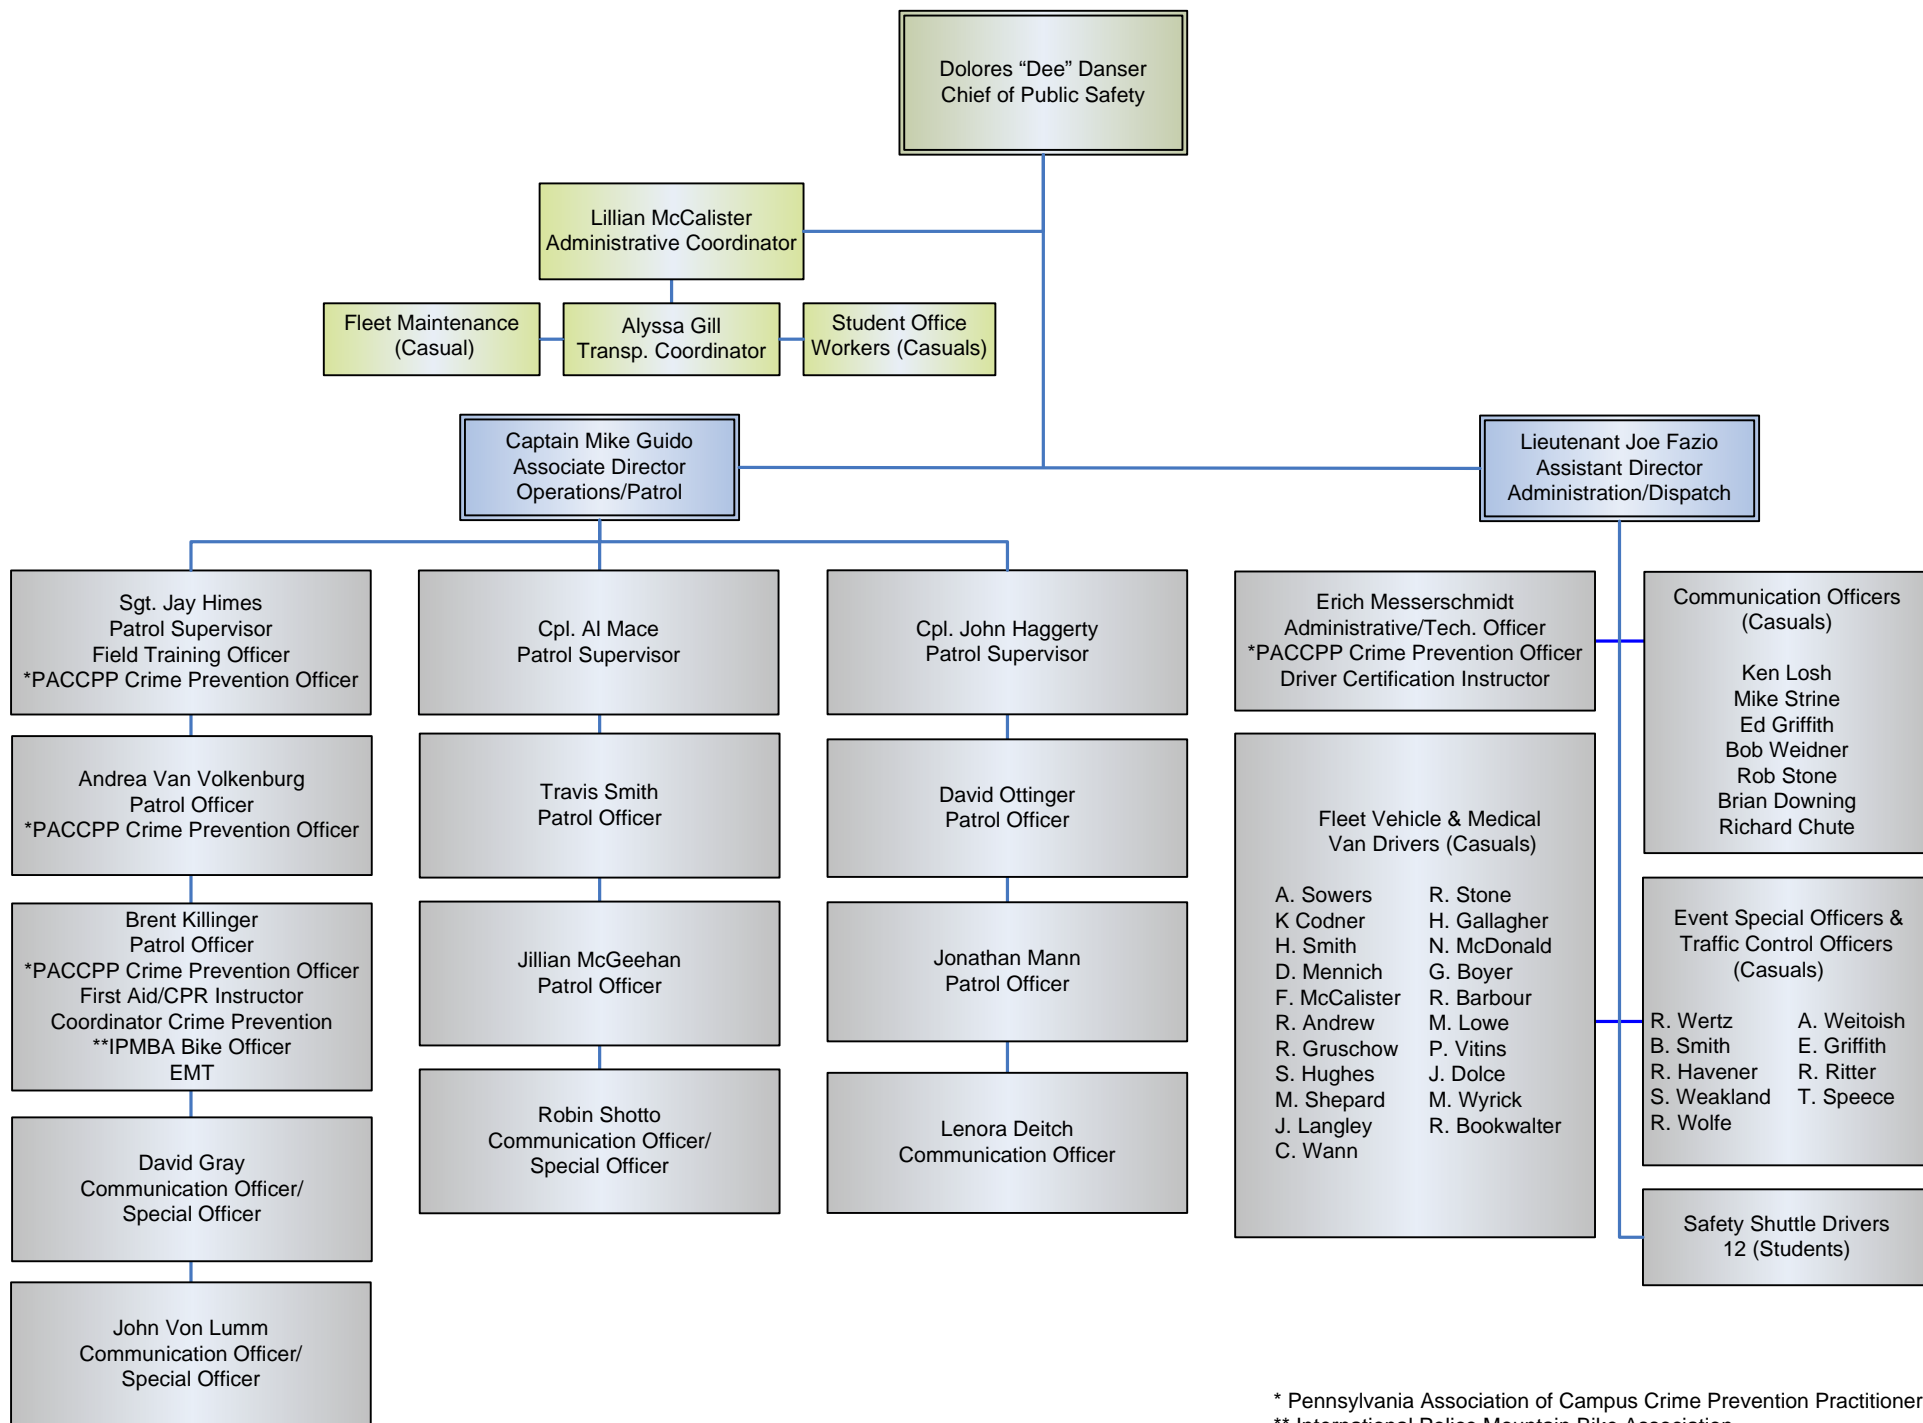 Dolores “Dee” Danser
Chief of Public Safety
Lillian McCalister
Administrative Coordinator
Fleet Maintenance
(Casual)
Alyssa Gill
Transp. Coordinator
Student Office
Workers (Casuals)
Captain Mike Guido
Associate Director
Operations/Patrol
Lieutenant Joe Fazio
Assistant Director
Administration/Dispatch
Sgt. Jay Himes
Patrol Supervisor
Field Training Officer
*PACCPP Crime Prevention Officer
Andrea Van Volkenburg
Patrol Officer
*PACCPP Crime Prevention Officer
Brent Killinger
Patrol Officer
*PACCPP Crime Prevention Officer
First Aid/CPR Instructor
Coordinator Crime Prevention
**IPMBA Bike Officer
EMT
David Gray
Communication Officer/
Special Officer
John Von Lumm
Communication Officer/
Special Officer
Cpl. Al Mace
Patrol Supervisor
Travis Smith
Patrol Officer
Jillian McGeehan
Patrol Officer
Robin Shotto
Communication Officer/
Special Officer
Cpl. John Haggerty
Patrol Supervisor
David Ottinger
Patrol Officer
Jonathan Mann
Patrol Officer
Lenora Deitch
Communication Officer
Erich Messerschmidt
Administrative/Tech. Officer
*PACCPP Crime Prevention Officer
Driver Certification Instructor
Fleet Vehicle & Medical
Van Drivers (Casuals)
A. Sowers R. Stone
K Codner H. Gallagher
H. Smith N. McDonald
D. Mennich G. Boyer
F. McCalister R. Barbour
R. Andrew M. Lowe
R. Gruschow P. Vitins
S. Hughes J. Dolce
M. Shepard M. Wyrick
J. Langley R. Bookwalter
C. Wann
Communication Officers
(Casuals)
Ken Losh
Mike Strine
Ed Griffith
Bob Weidner
Rob Stone
Brian Downing
Richard Chute
Event Special Officers &
Traffic Control Officers
(Casuals)
R. Wertz A. Weitoish
B. Smith E. Griffith
R. Havener R. Ritter
S. Weakland T. Speece
R. Wolfe
Safety Shuttle Drivers
12 (Students)
* Pennsylvania Association of Campus Crime Prevention Practitioner
** International Police Mountain Bike Association